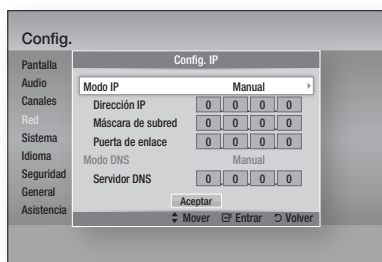 Config.
Pantalla
Audio
Canales
Red
Sistema
Idioma
Seguridad
General
Asistencia
Config. IP
Modo IP Manual
Dirección IP 0 0 0 0
Máscara de subred 0 0 0 0
Puerta de enlace 0 0 0 0
Modo DNS Manual
Servidor DNS 0 0 0 0
Aceptar
Mover Entrar Volver